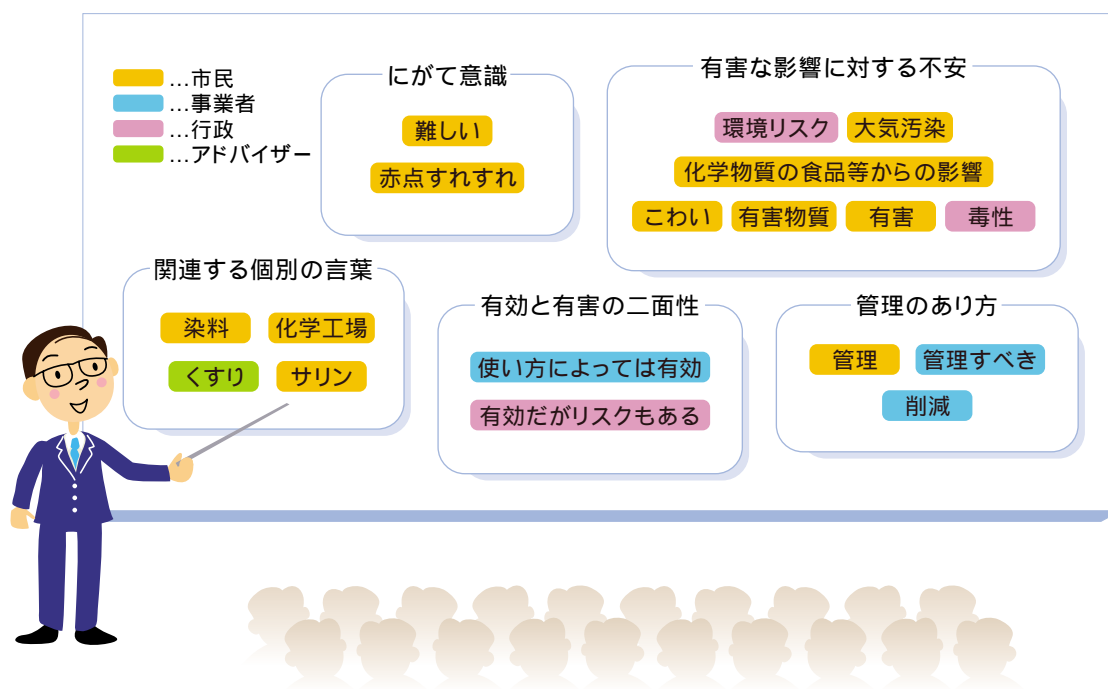 …市民
…事業者
…行政
…アドバイザー
にがて意識
難しい
赤点すれすれ
有害な影響に対する不安
環境リスク 大気汚染
化学物質の食品等からの影響
こわい 有害物質 有害 毒性
関連する個別の言葉
染料 化学工場
くすり サリン
有効と有害の二面性
使い方によっては有効
有効だがリスクもある
管理のあり方
管理 管理すべき
削減